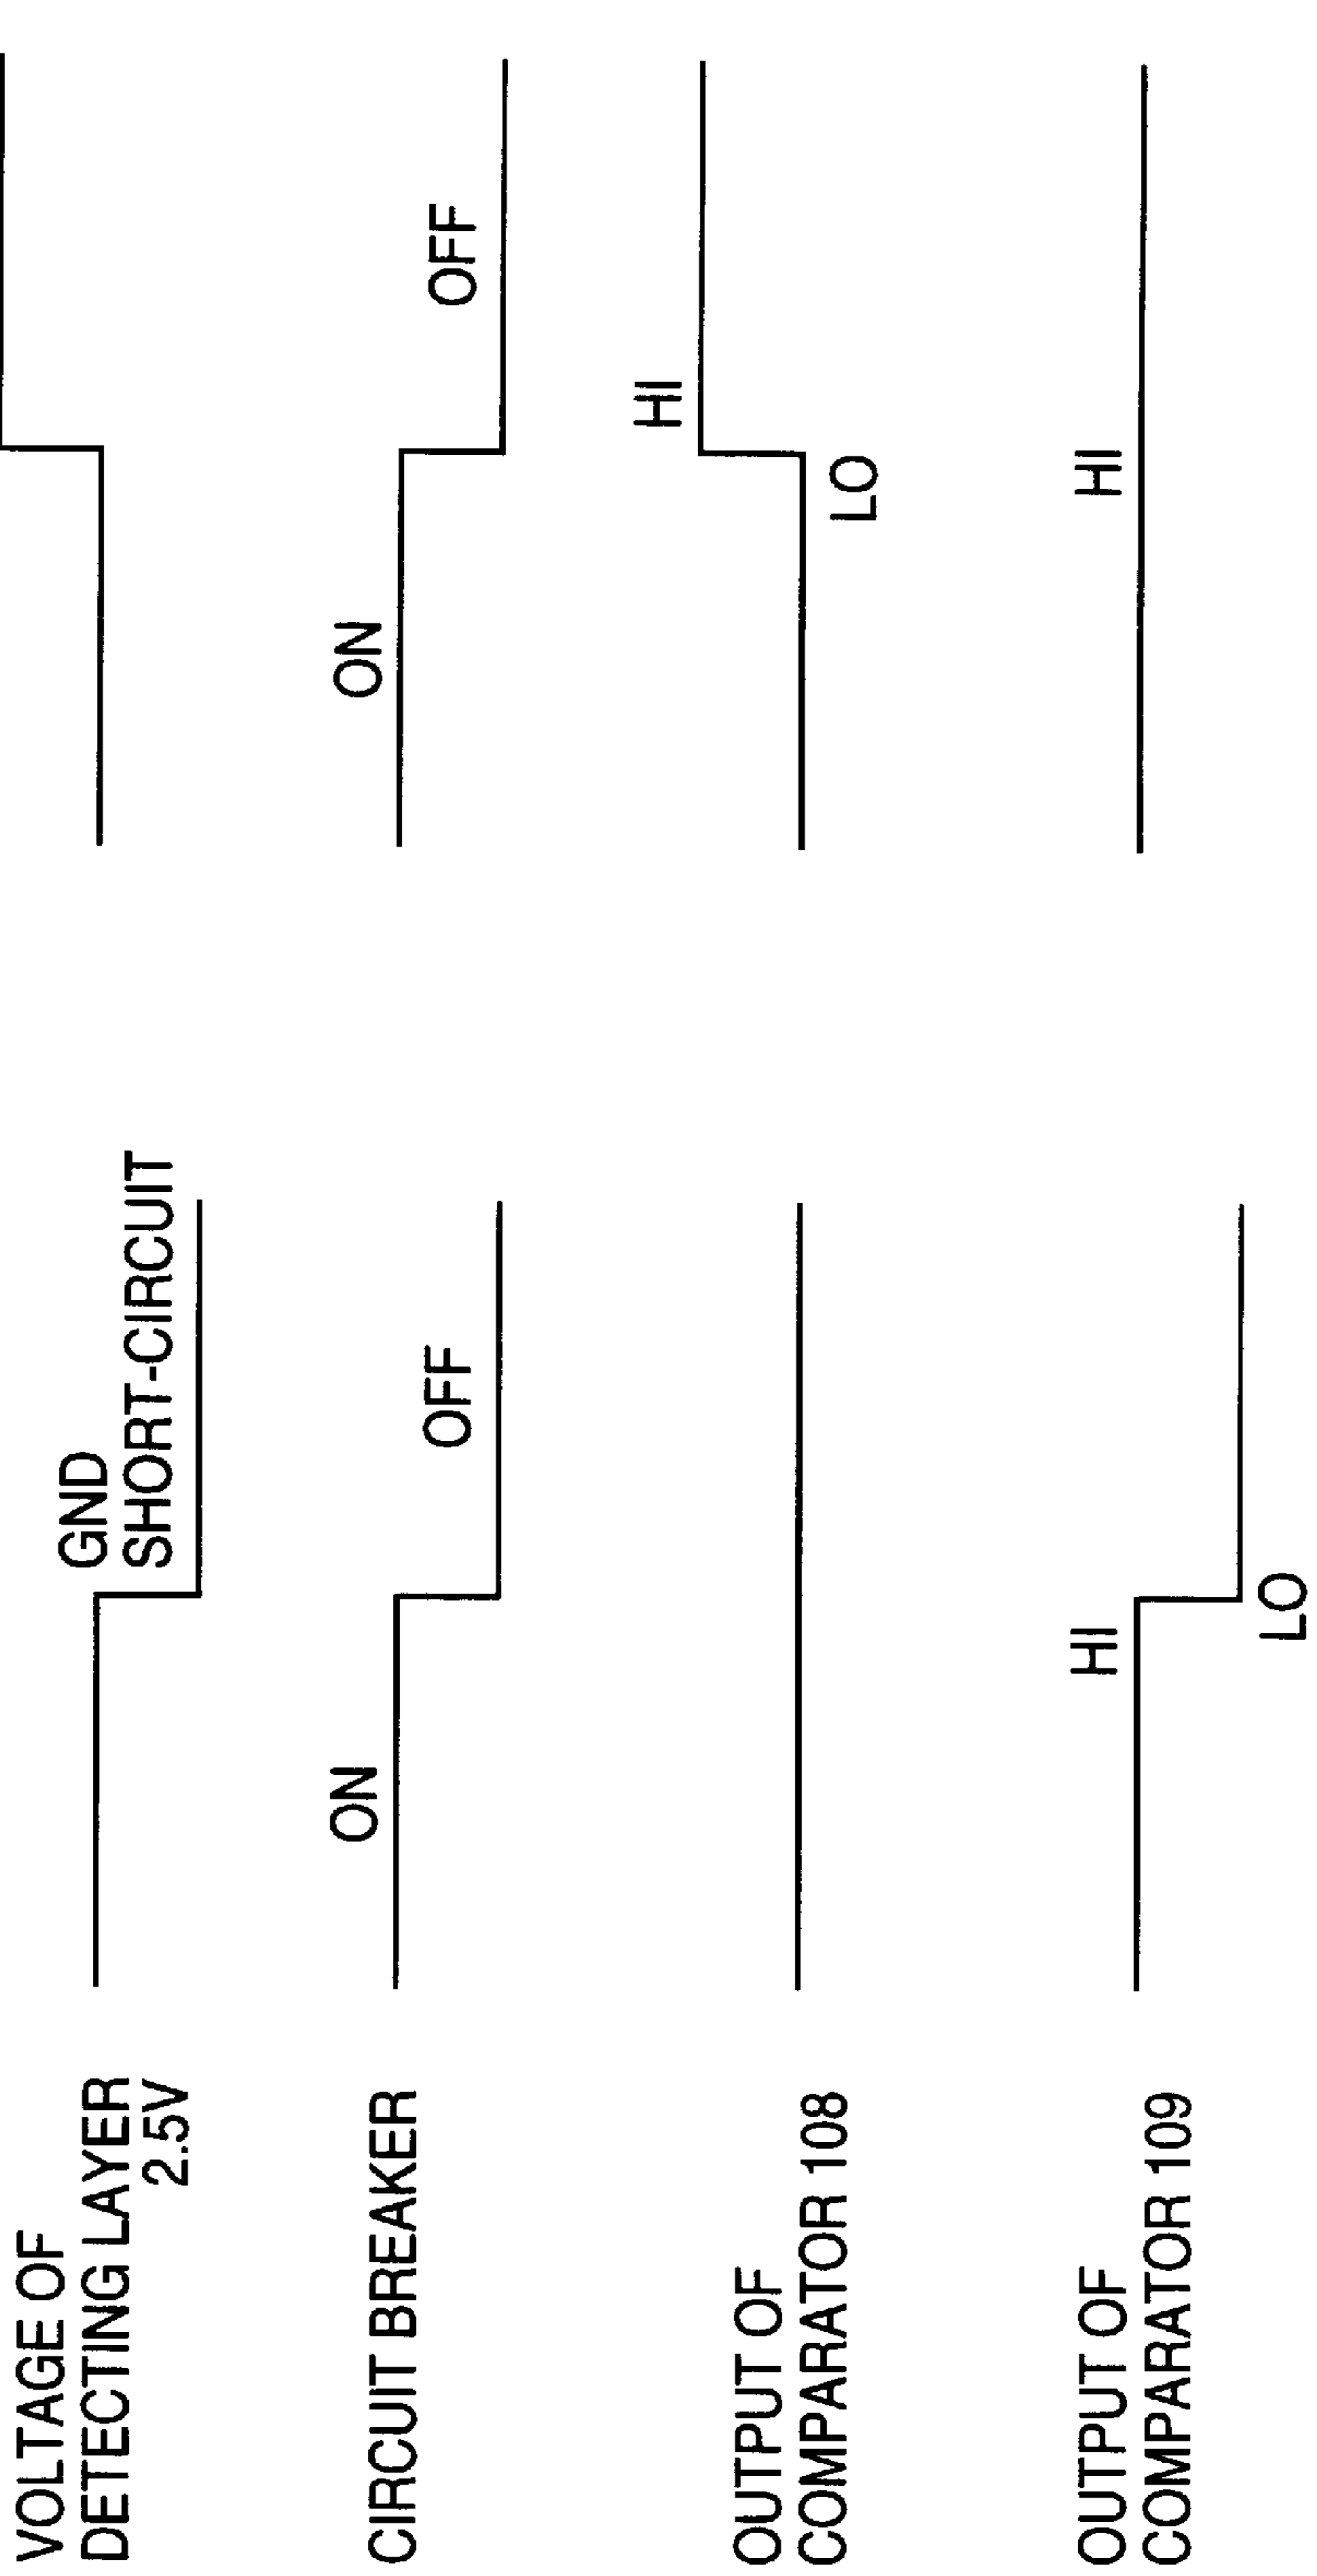 VOLTAGE OF
DETECTING LAYER
2.5V
GND
SHORT-CIRCUIT
CIRCUIT BREAKER
ON
OFF
ON
OFF
OUTPUT OF
COMPARATOR 108
HI
LO
OUTPUT OF
COMPARATOR 109
HI
LO
HI